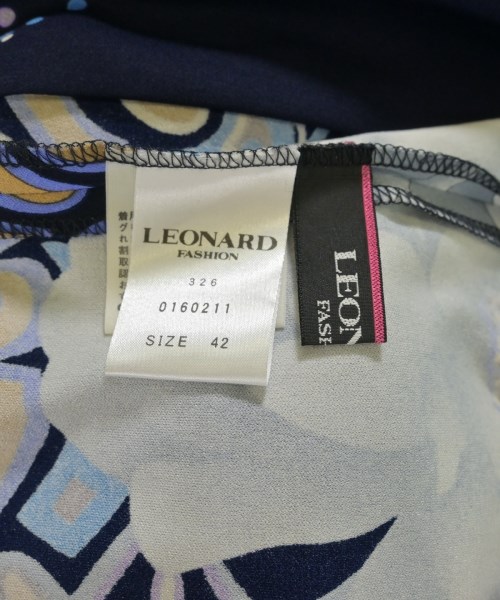 LEONARD
FASHION
326
0160211
SIZE 42
LEON
FASH